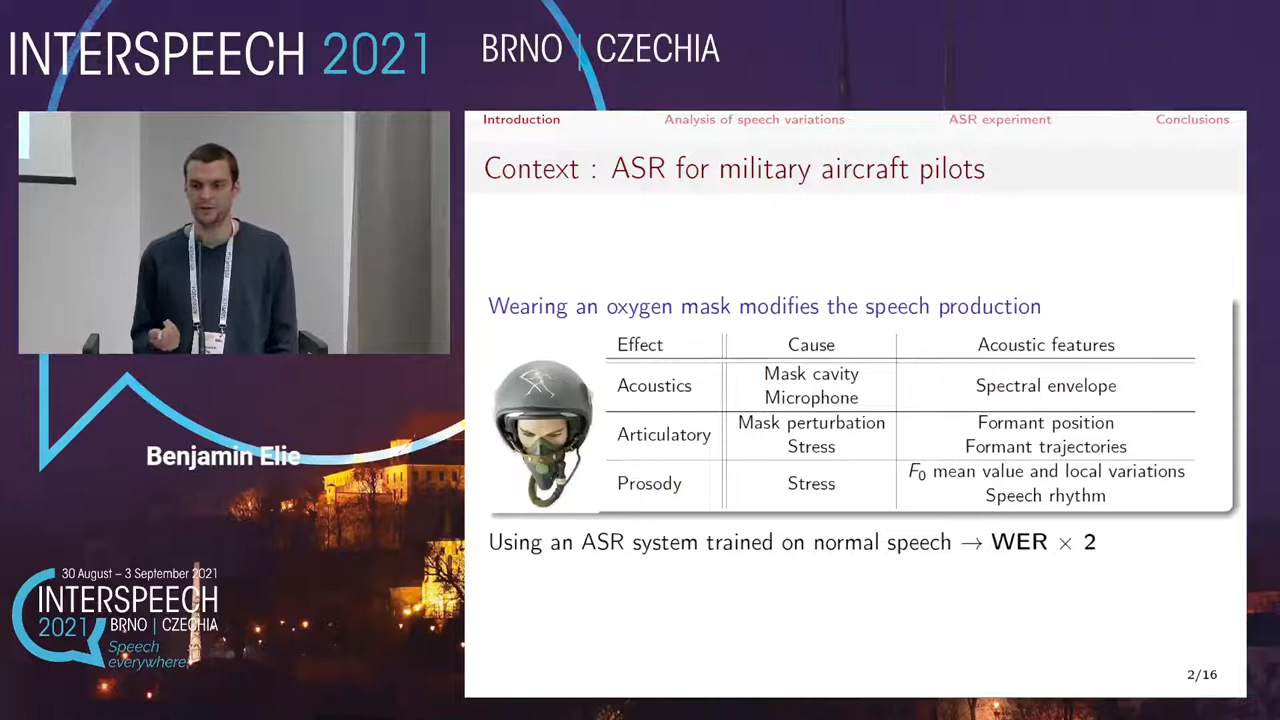 INTERSPEECH 2021 BRNO | CZECHIA
Introduction Analysis of speech variations ASR experiment Conclusions
Context : ASR for military aircraft pilots
Wearing an oxygen mask modifies the speech production
Effect Cause Acoustic features
Acoustics Mask cavity Microphone Spectral envelope
Articulatory Mask perturbation Stress Formant position Formant trajectories
Prosody Stress F0 mean value and local variations Speech rhythm
Using an ASR system trained on normal speech → WER × 2
2/16
Benjamin Elie
30 August – 3 September 2021
INTERSPEECH
2021 BRNO | CZECHIA
Speech
everywhere